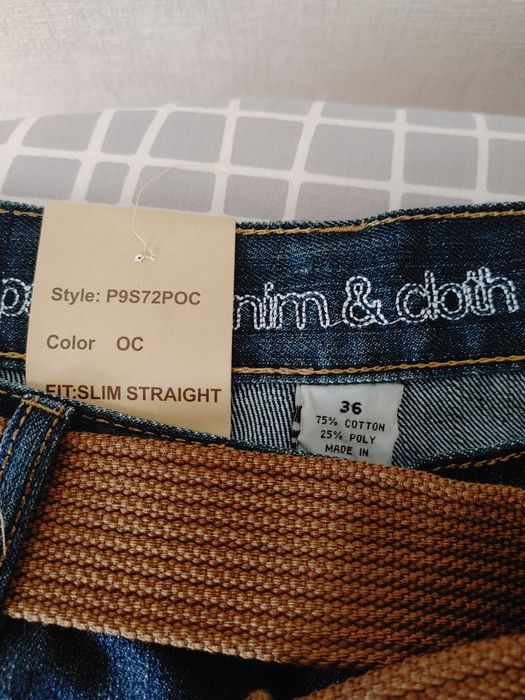 nim & cloth
Style: P9S72POC
Color OC
FIT:SLIM STRAIGHT
36
75% COTTON
25% POLY
MADE IN